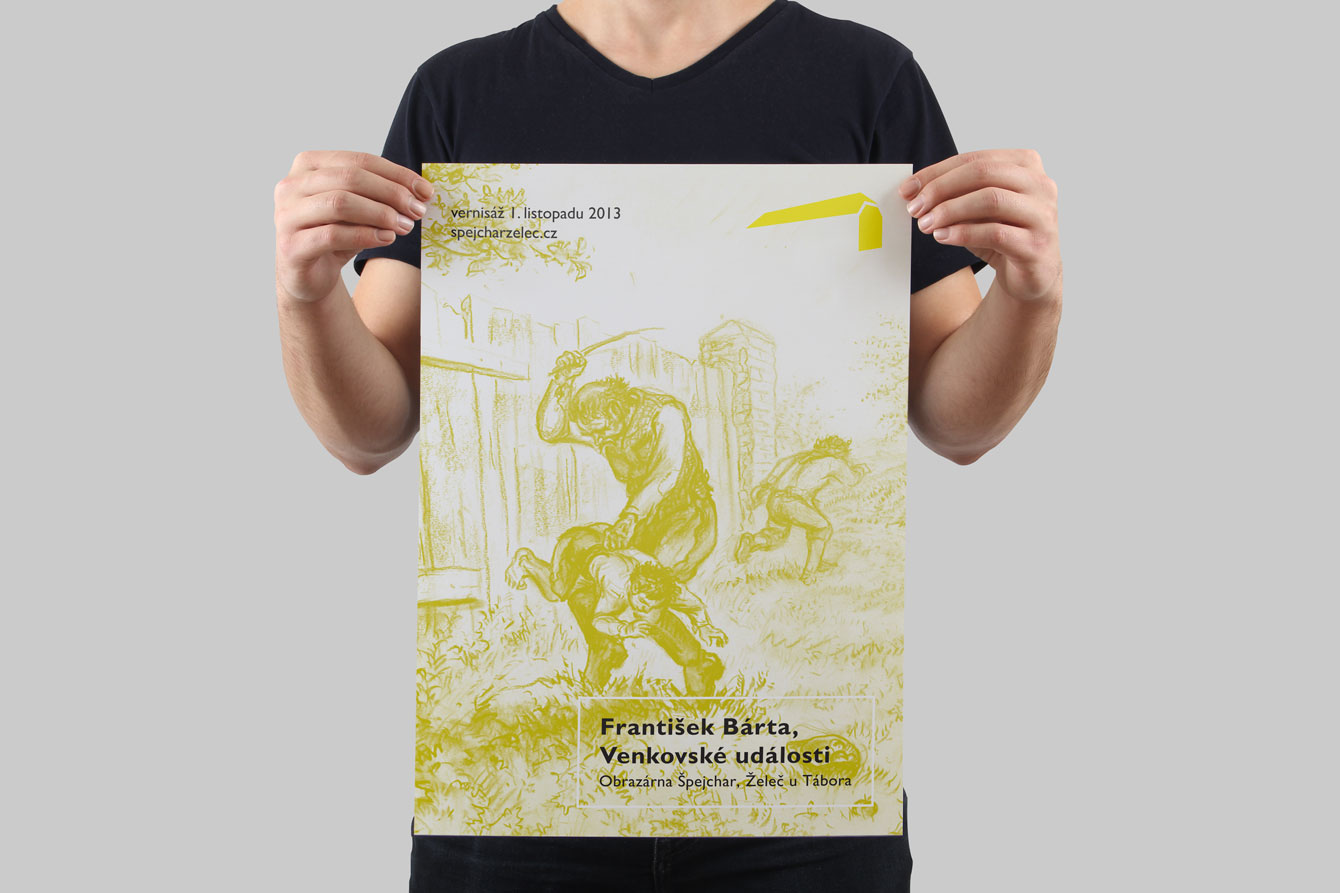 vernisáž 1. listopadu 2013
spejcharzelec.cz
František Bárta,
Venkovské události
Obrazárna Špejchar, Želeč u Tábora